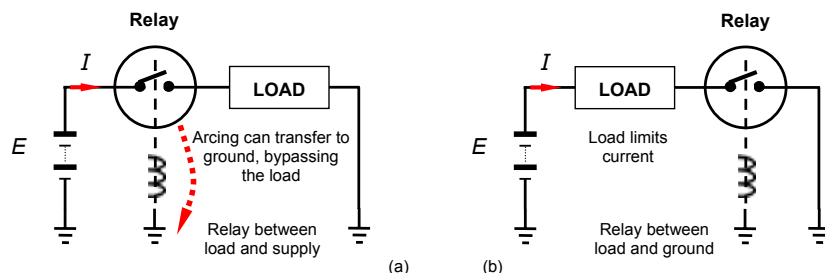 Relay
I
LOAD
E
Arcing can transfer to
ground, bypassing
the load
Relay between
load and supply
(a)
Relay
I
LOAD
E
Load limits
current
Relay between
load and ground
(b)